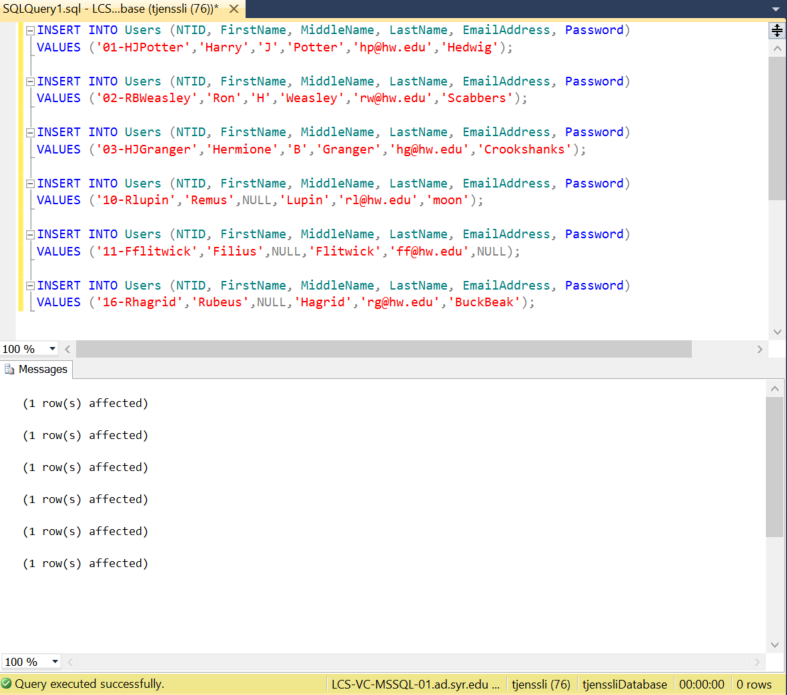 SQLQuery1.sql - LCS...base (tjenssli (76))*
INSERT INTO Users (NTID, FirstName, MiddleName, LastName, EmailAddress, Password)
VALUES ('01-HJPotter','Harry','J','Potter','hp@hw.edu','Hedwig');
INSERT INTO Users (NTID, FirstName, MiddleName, LastName, EmailAddress, Password)
VALUES ('02-RBWeasley','Ron','H','Weasley','rw@hw.edu','Scabbers');
INSERT INTO Users (NTID, FirstName, MiddleName, LastName, EmailAddress, Password)
VALUES ('03-HJGranger','Hermione','B','Granger','hg@hw.edu','Crookshanks');
INSERT INTO Users (NTID, FirstName, MiddleName, LastName, EmailAddress, Password)
VALUES ('10-Rlupin','Remus',NULL,'Lupin','rl@hw.edu','moon');
INSERT INTO Users (NTID, FirstName, MiddleName, LastName, EmailAddress, Password)
VALUES ('11-Fflitwick','Filius',NULL,'Flitwick','ff@hw.edu',NULL);
INSERT INTO Users (NTID, FirstName, MiddleName, LastName, EmailAddress, Password)
VALUES ('16-Rhagrid','Rubeus',NULL,'Hagrid','rg@hw.edu','BuckBeak');
100 %
Messages
(1 row(s) affected)
(1 row(s) affected)
(1 row(s) affected)
(1 row(s) affected)
(1 row(s) affected)
(1 row(s) affected)
100 %
Query executed successfully. LCS-VC-MSSQL-01.ad.syr.edu ... tjenssli (76) tjenssliDatabase 00:00:00 0 rows